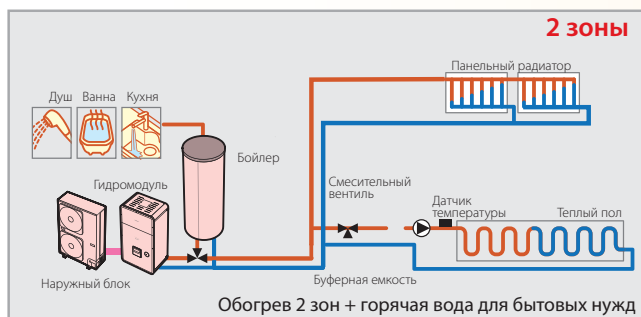 2 зоны
Панельный радиатор
Душ
Ванна
Кухня
Бойлер
Гидромодуль
Смесительный
вентиль
Датчик
температуры
Теплый пол
Наружный блок
Буферная емкость
Обогрев 2 зон + горячая вода для бытовых нужд